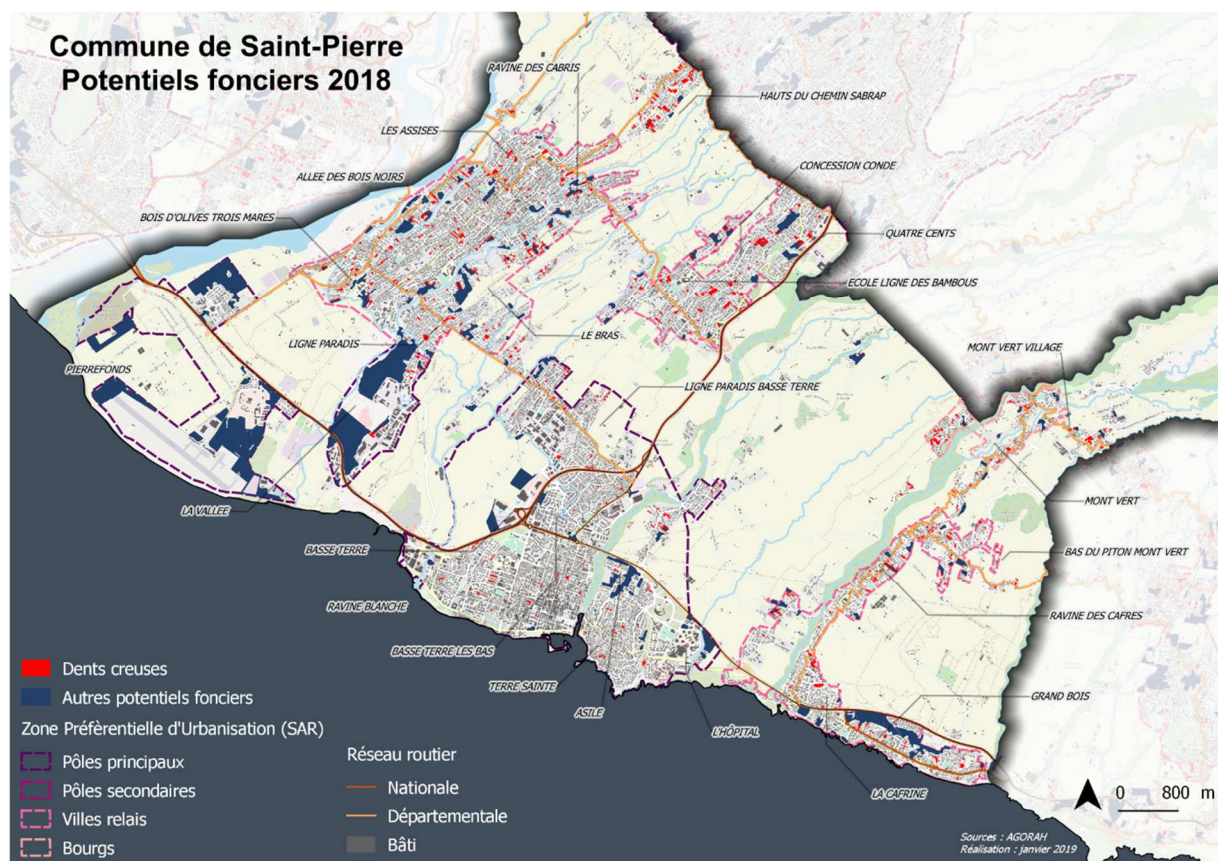 Commune de Saint-Pierre
Potentiels fonciers 2018
RAVINE DES CABRIS
HAUTS DU CHEMIN SABRAP
LES ASSISES
CONCESSION CONDE
ALLEE DES BOIS NOIRS
BOIS D'OLIVES TROIS MARES
QUATRE CENTS
ECOLE LIGNE DES BAMBOUS
LE BRAS
LIGNE PARADIS
MONT VERT VILLAGE
PIERREFONDS
LIGNE PARADIS BASSE TERRE
MONT VERT
LA VALLEE
BASSE TERRE
BAS DU PITON MONT VERT
RAVINE BLANCHE
RAVINE DES CAFRES
BASSE TERRE LES BAS
TERRE SAINTE
GRAND BOIS
ASILE
L'HÔPITAL
LA CAFRINE
Dents creuses
Autres potentiels fonciers
Zone Préfèrentielle d'Urbanisation (SAR)
Pôles principaux
Pôles secondaires
Villes relais
Bourgs
Réseau routier
Nationale
Départementale
Bâti
0 800 m
Sources : AGORAH
Réalisation : janvier 2019